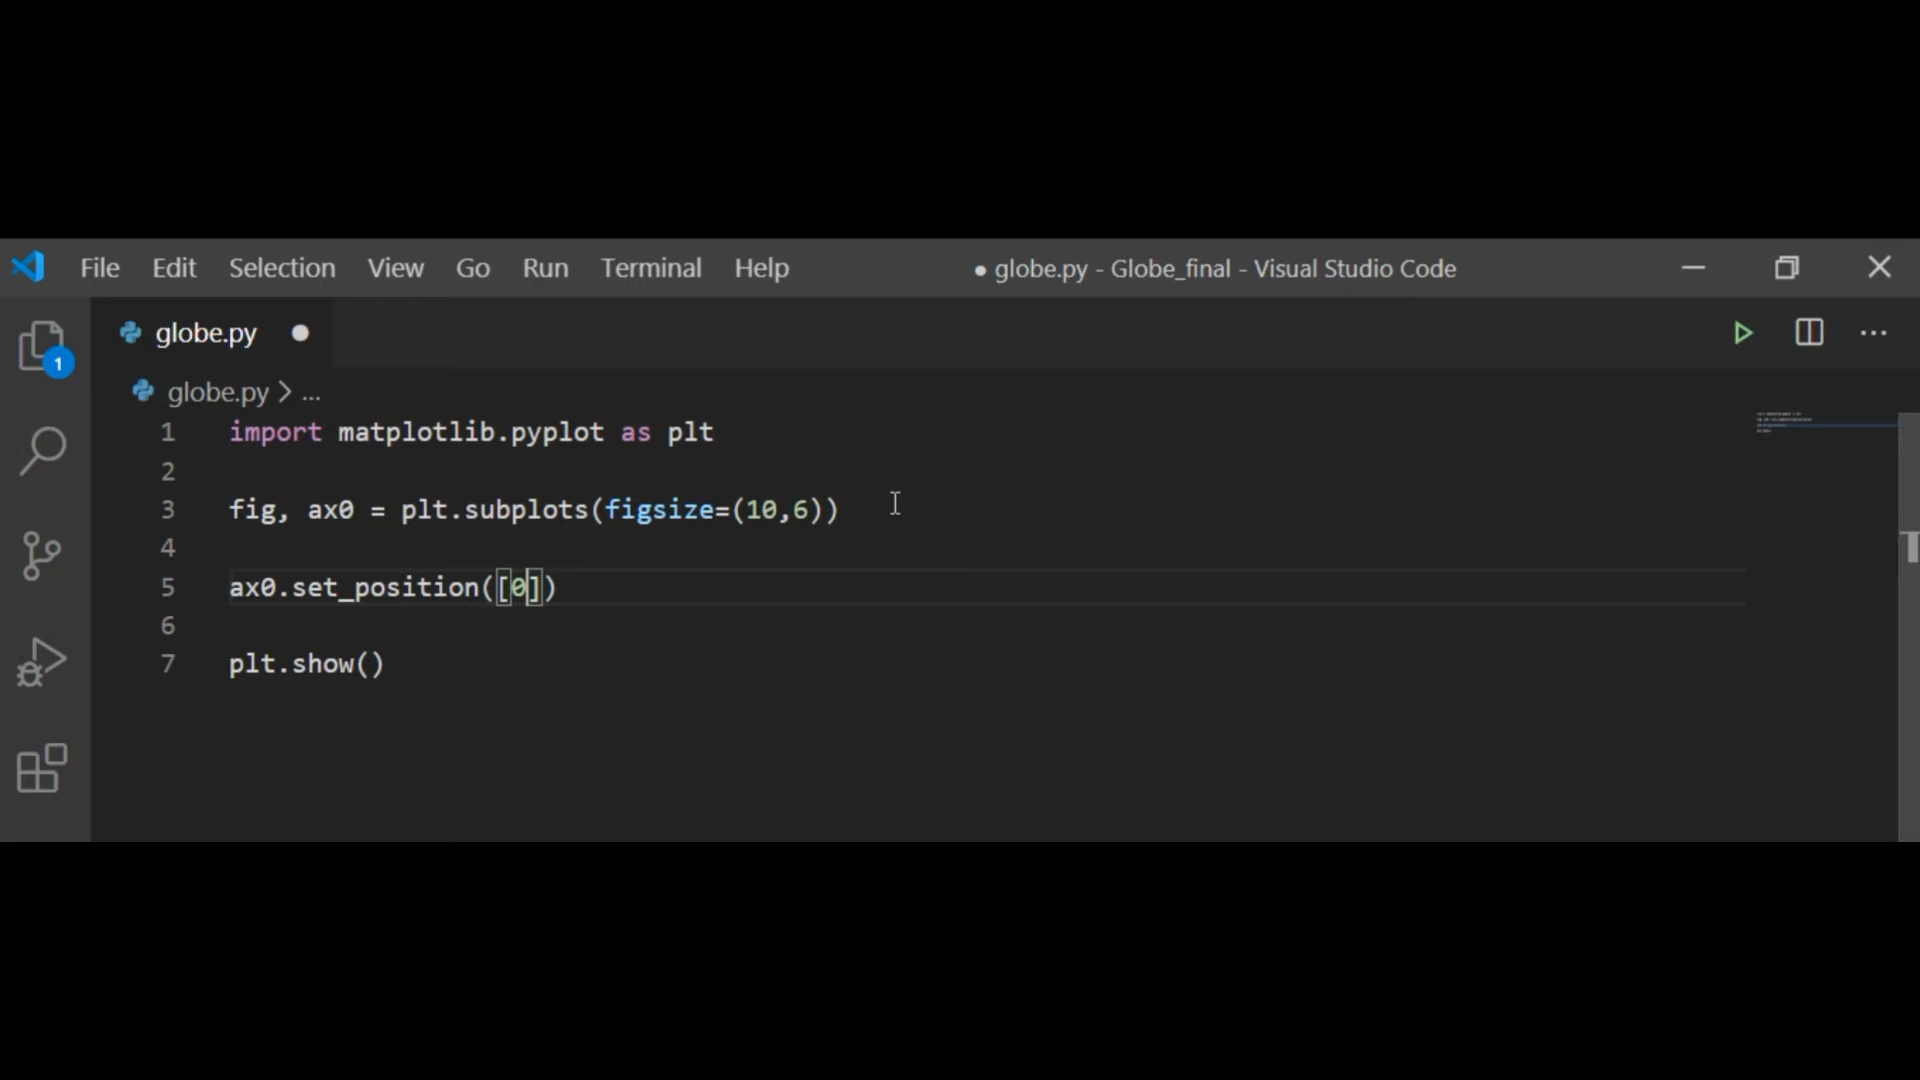 File Edit Selection View Go Run Terminal Help ● globe.py - Globe_final - Visual Studio Code
globe.py ●
1
globe.py > ...
1 import matplotlib.pyplot as plt
2
3 fig, ax0 = plt.subplots(figsize=(10,6))
4
5 ax0.set_position([0])
6
7 plt.show()